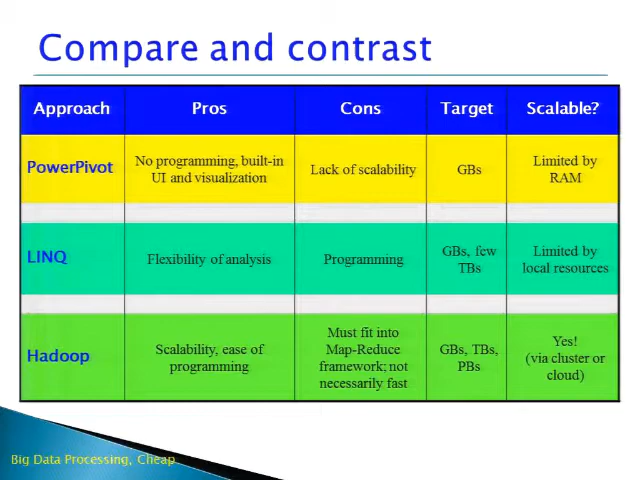 Compare and contrast
Approach Pros Cons Target Scalable?
PowerPivot
No programming, built-in
UI and visualization
Lack of scalability
GBs
Limited by
RAM
LINQ
Flexibility of analysis
Programming
GBs, few
TBs
Limited by
local resources
Hadoop
Scalability, ease of
programming
Must fit into
Map-Reduce
framework; not
necessarily fast
GBs, TBs,
PBs
Yes!
(via cluster or
cloud)
Big Data Processing, Cheap